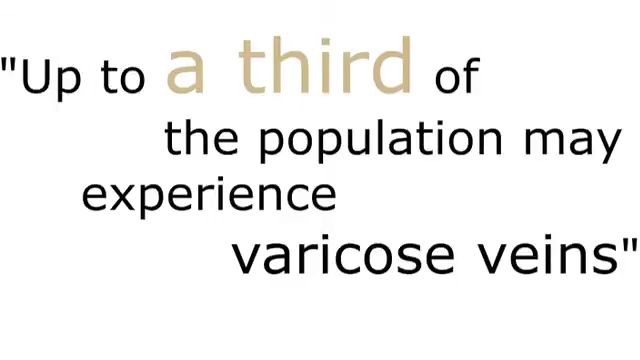 "Up to a third of
the population may
experience
varicose veins"